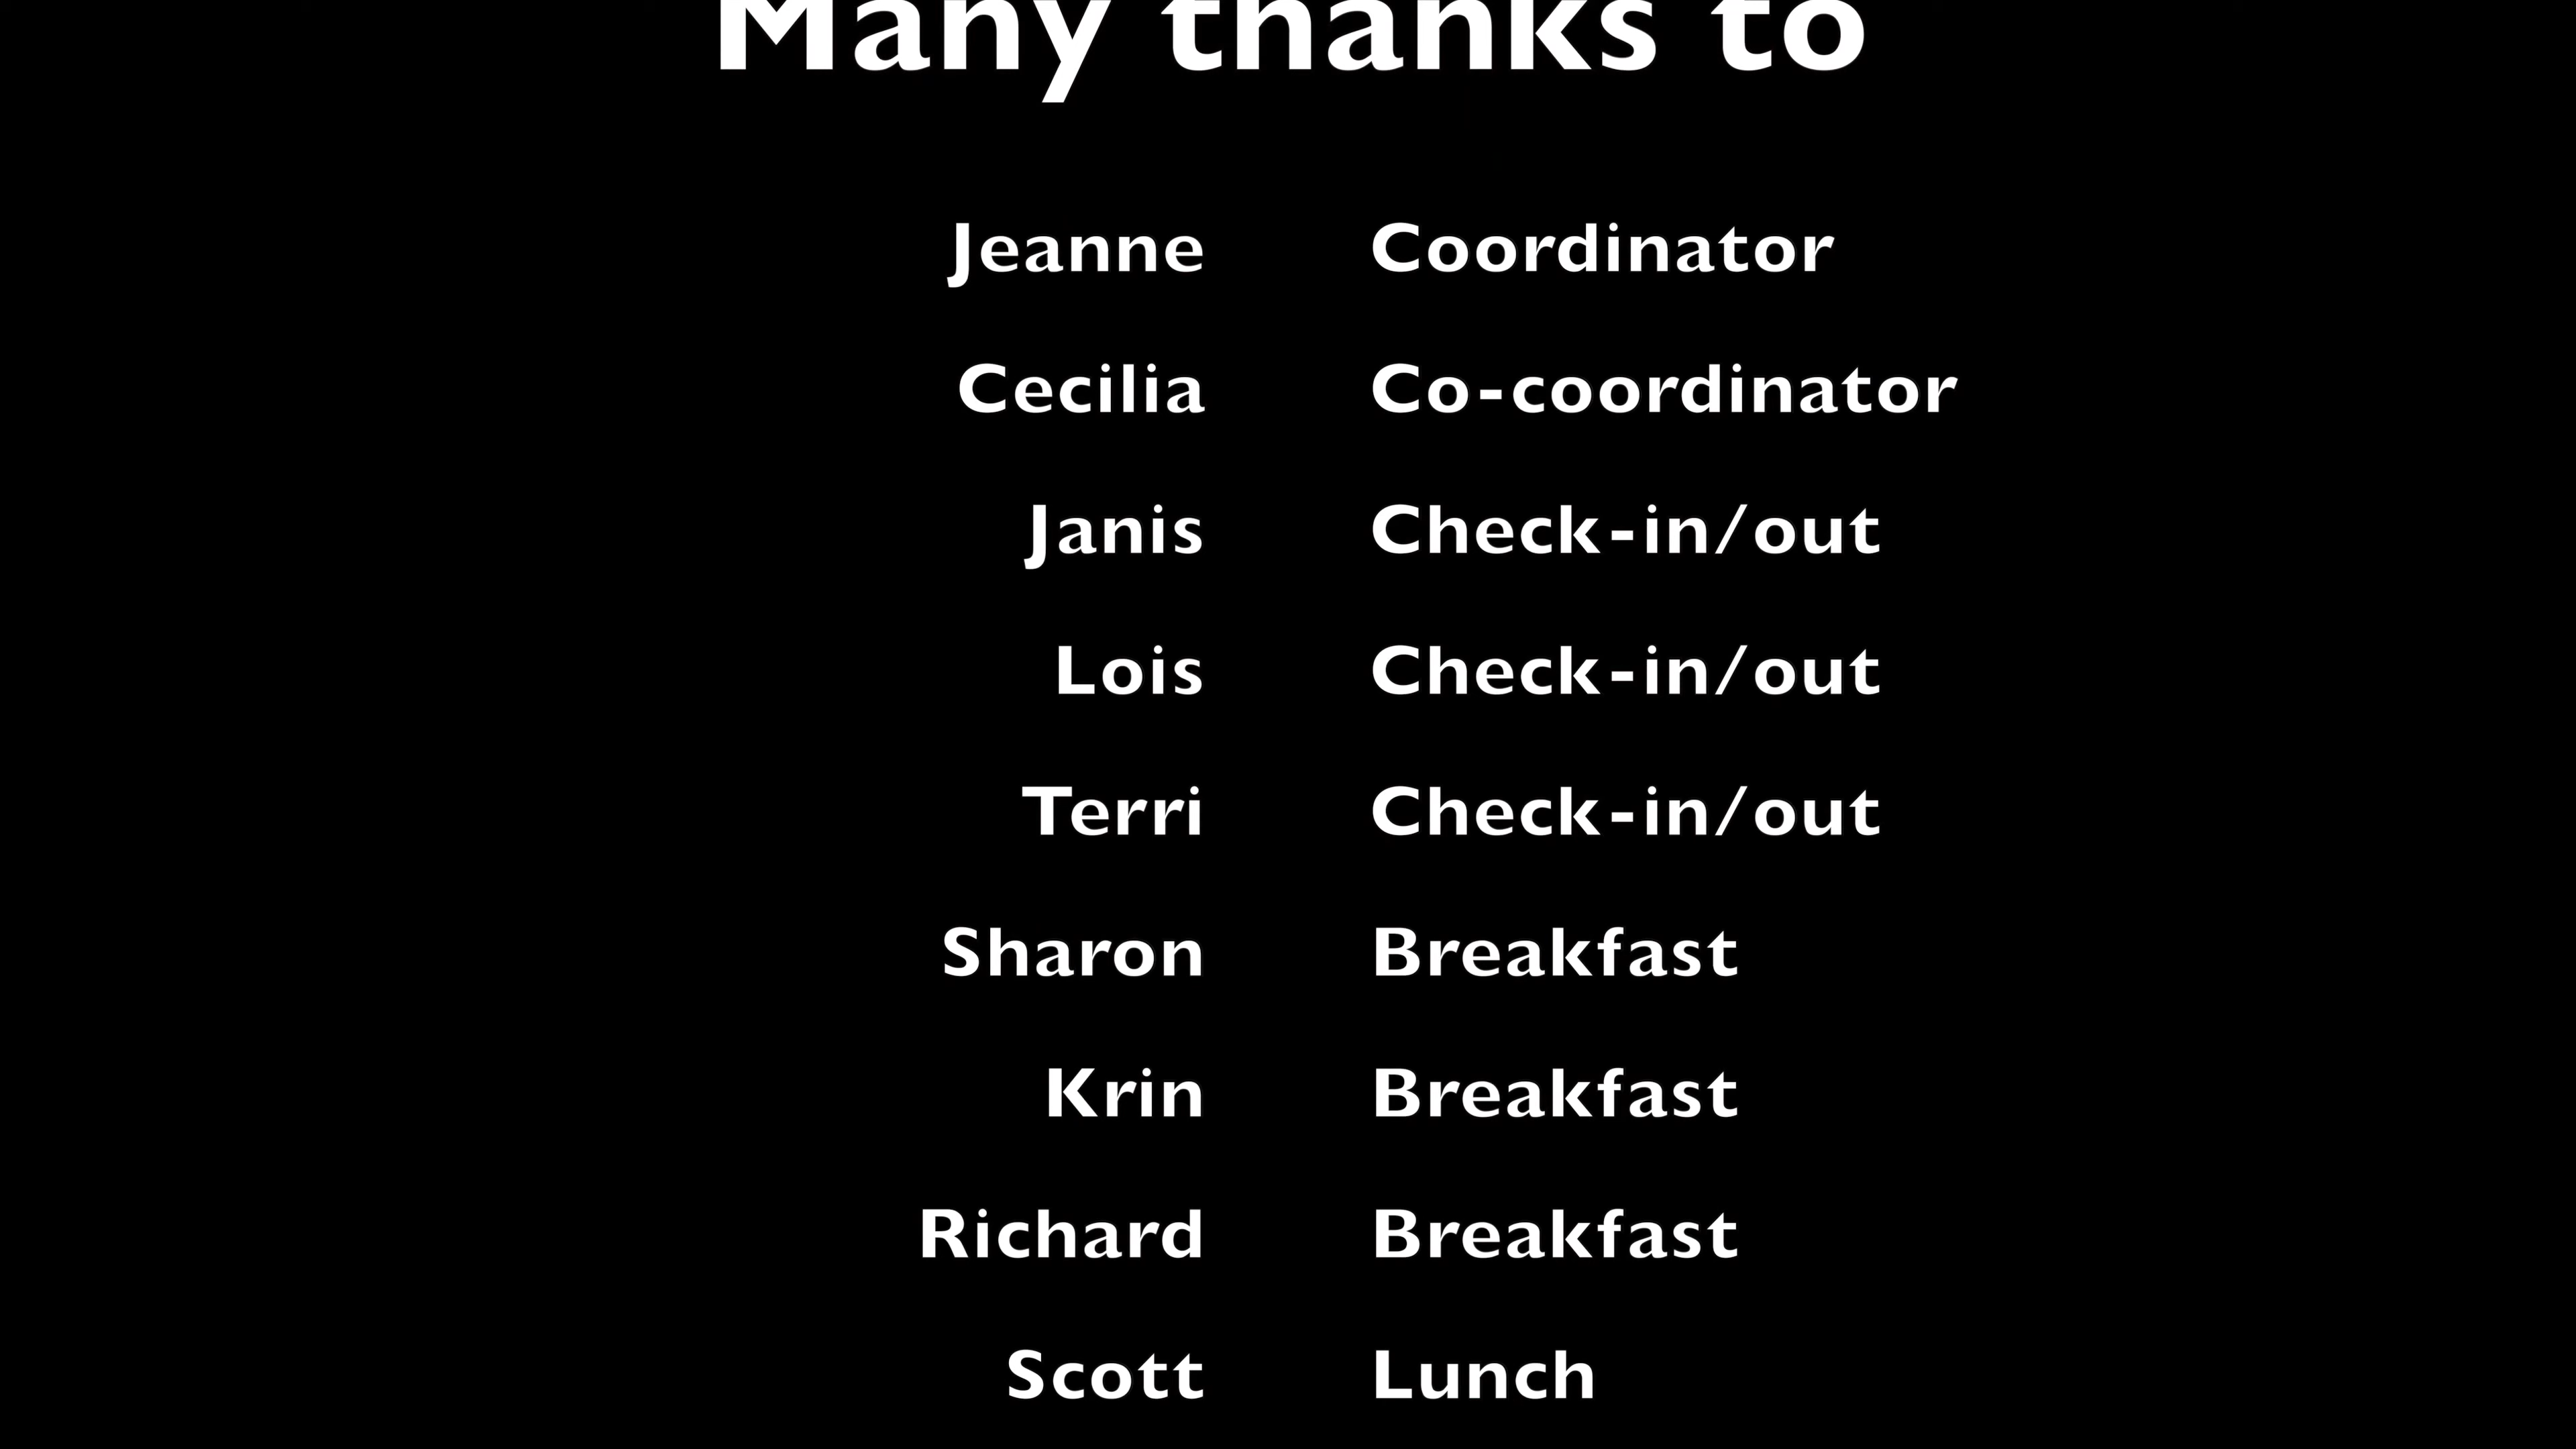 Many thanks to
Jeanne Coordinator
Cecilia Co-coordinator
Janis Check-in/out
Lois Check-in/out
Terri Check-in/out
Sharon Breakfast
Krin Breakfast
Richard Breakfast
Scott Lunch